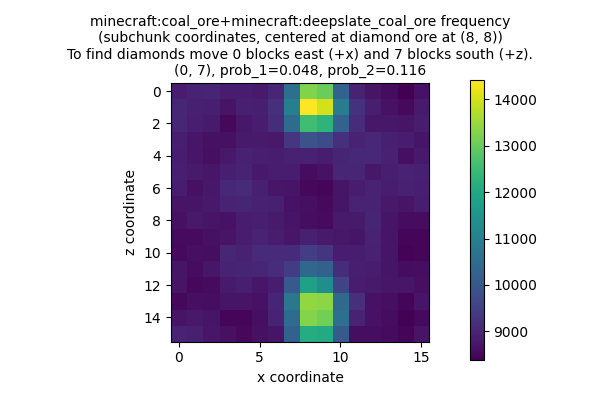 minecraft:coal_ore+minecraft:deepslate_coal_ore frequency
(subchunk coordinates, centered at diamond ore at (8, 8))
To find diamonds move 0 blocks east (+x) and 7 blocks south (+z).
(0, 7), prob_1=0.048, prob_2=0.116
z coordinate
0
2
4
6
8
10
12
14
0 5 10 15
x coordinate
14000
13000
12000
11000
10000
9000